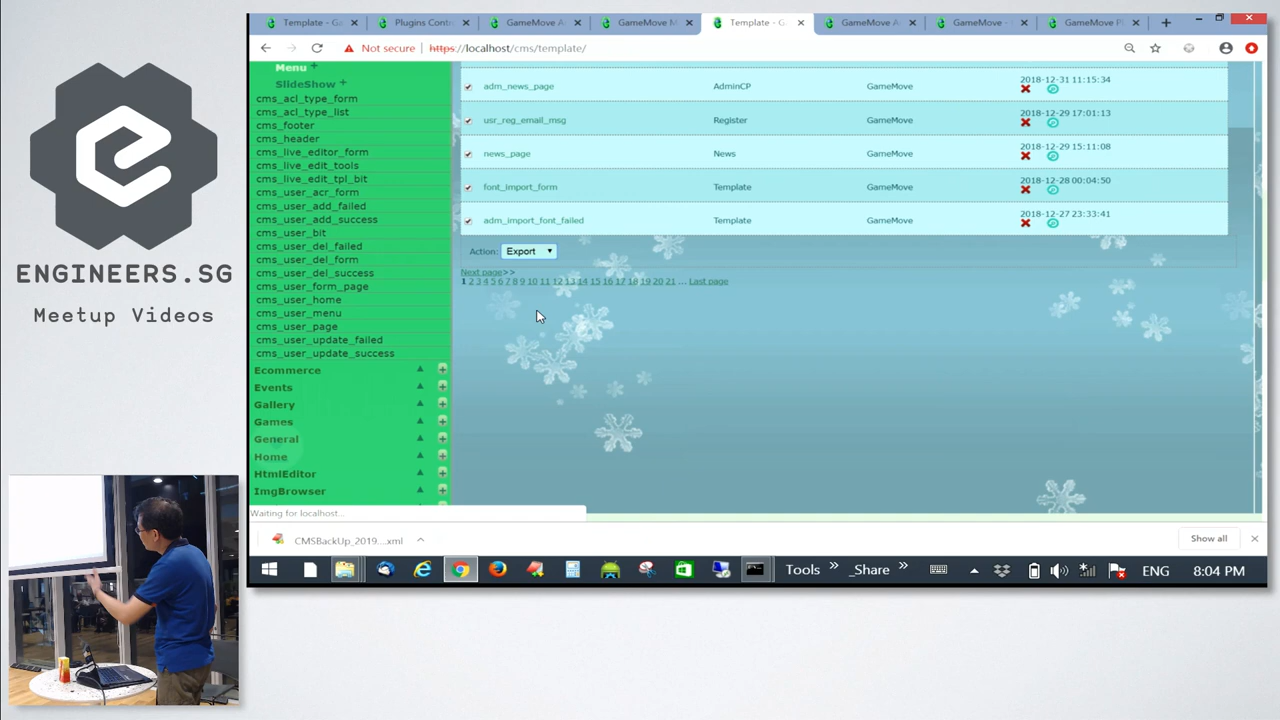 Template - Ga
Plugins Contr
GameMove A
GameMove M
Template - G
GameMove A
GameMove -
GameMove Pl
Not secure
https://localhost/cms/template/
Menu
SlideShow
cms_acl_type_form
cms_acl_type_list
cms_footer
cms_header
cms_live_editor_form
cms_live_edit_tools
cms_live_edit_tpl_bit
cms_user_acr_form
cms_user_add_failed
cms_user_add_success
cms_user_bit
cms_user_del_failed
cms_user_del_form
cms_user_del_success
cms_user_form_page
cms_user_home
cms_user_menu
cms_user_page
cms_user_update_failed
cms_user_update_success
Ecommerce
Events
Gallery
Games
General
Home
HtmlEditor
ImgBrowser
adm_news_page AdminCP GameMove 2018-12-31 11:15:34
usr_reg_email_msg Register GameMove 2018-12-29 17:01:13
news_page News GameMove 2018-12-29 15:11:08
font_import_form Template GameMove 2018-12-28 00:04:50
adm_import_font_failed Template GameMove 2018-12-27 23:33:41
Action: Export
Next page>>
1 2 3 4 5 6 7 8 9 10 11 12 13 14 15 16 17 18 19 20 21 ... Last page
Waiting for localhost...
CMSBackUp_2019....xml
Show all
Tools » _Share » ENG 8:04 PM
ENGINEERS.SG
Meetup Videos